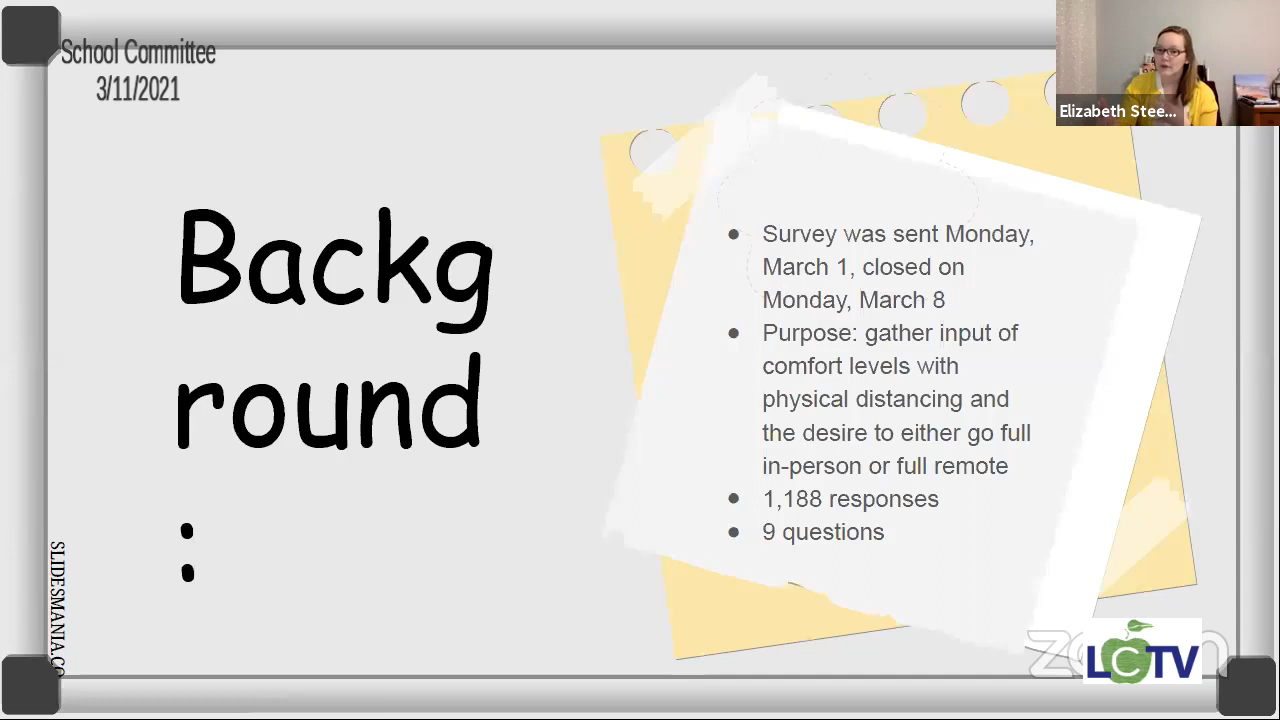 School Committee
3/11/2021
Elizabeth Stee...
Backg
round
:
● Survey was sent Monday,
March 1, closed on
Monday, March 8
● Purpose: gather input of
comfort levels with
physical distancing and
the desire to either go full
in-person or full remote
● 1,188 responses
● 9 questions
SLIDESMANIA.CO
LCTV